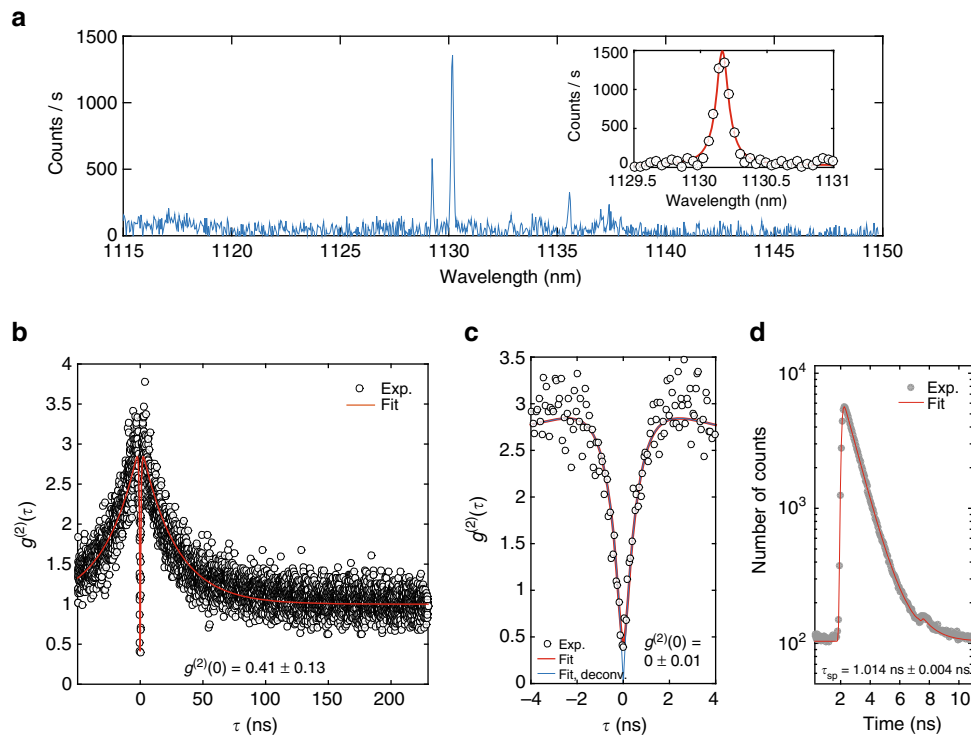 a
1500
1000
500
0
Counts / s
1115 1120 1125 1130 1135 1140 1145 1150
Wavelength (nm)
1500
1000
500
0
Counts / s
1129.5 1130 1130.5 1131
Wavelength (nm)
b
4
3.5
3
2.5
2
1.5
1
0.5
0
g(2)(τ)
Exp.
Fit
g(2)(0) = 0.41 ± 0.13
0 50 100 150 200
τ (ns)
c
3.5
3.0
2.5
2.0
1.5
1.0
0.5
0
g(2)(τ)
Exp.
Fit
Fit, deconv.
g(2)(0) =
0 ± 0.01
−4 −2 0 2 4
τ (ns)
d
10⁴
10³
10²
Number of counts
Exp.
Fit
τsp = 1.014 ns ± 0.004 ns
2 4 6 8 10
Time (ns)